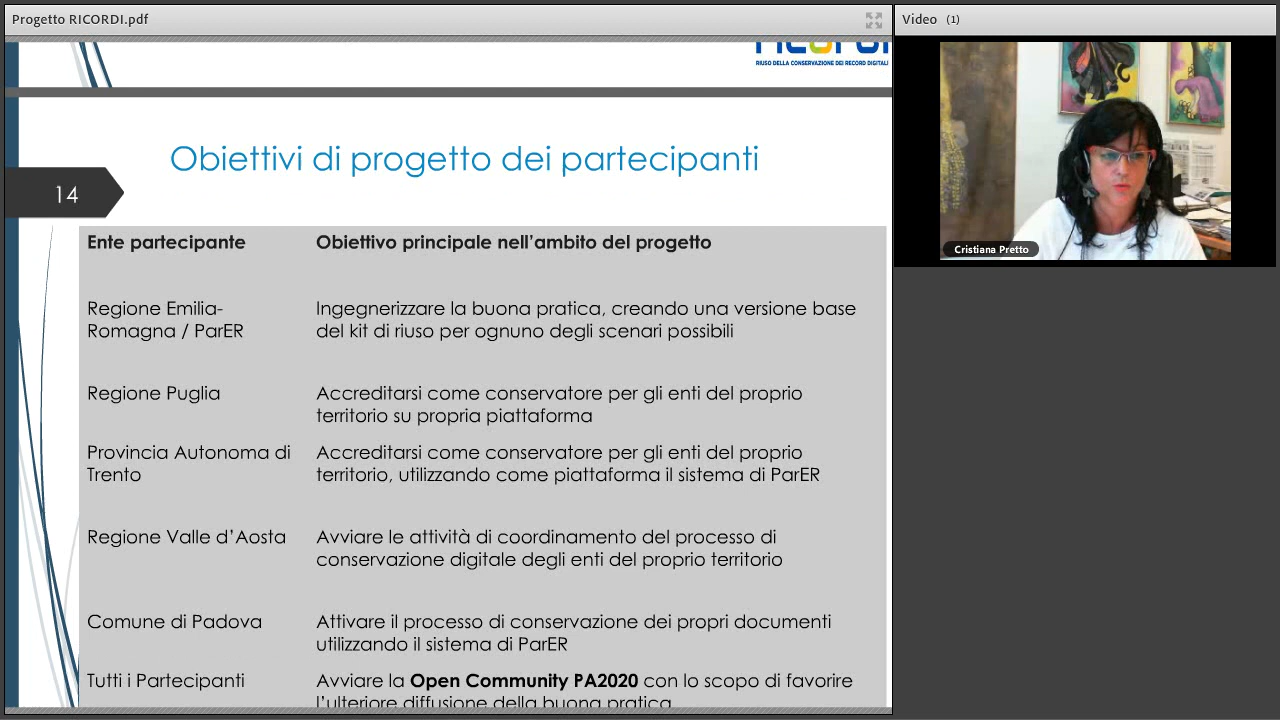 Progetto RICORDI.pdf
Video (1)
RIUSO DELLA CONSERVAZIONE DEI RECORD DIGITALI
Obiettivi di progetto dei partecipanti
14
Ente partecipante
Obiettivo principale nell'ambito del progetto
Regione Emilia-
Romagna / ParER
Ingegnerizzare la buona pratica, creando una versione base
del kit di riuso per ognuno degli scenari possibili
Regione Puglia
Accreditarsi come conservatore per gli enti del proprio
territorio su propria piattaforma
Provincia Autonoma di
Trento
Accreditarsi come conservatore per gli enti del proprio
territorio, utilizzando come piattaforma il sistema di ParER
Regione Valle d'Aosta
Avviare le attività di coordinamento del processo di
conservazione digitale degli enti del proprio territorio
Comune di Padova
Attivare il processo di conservazione dei propri documenti
utilizzando il sistema di ParER
Tutti i Partecipanti
Avviare la Open Community PA2020 con lo scopo di favorire
l'ulteriore diffusione della buona pratica
Cristiana Pretto